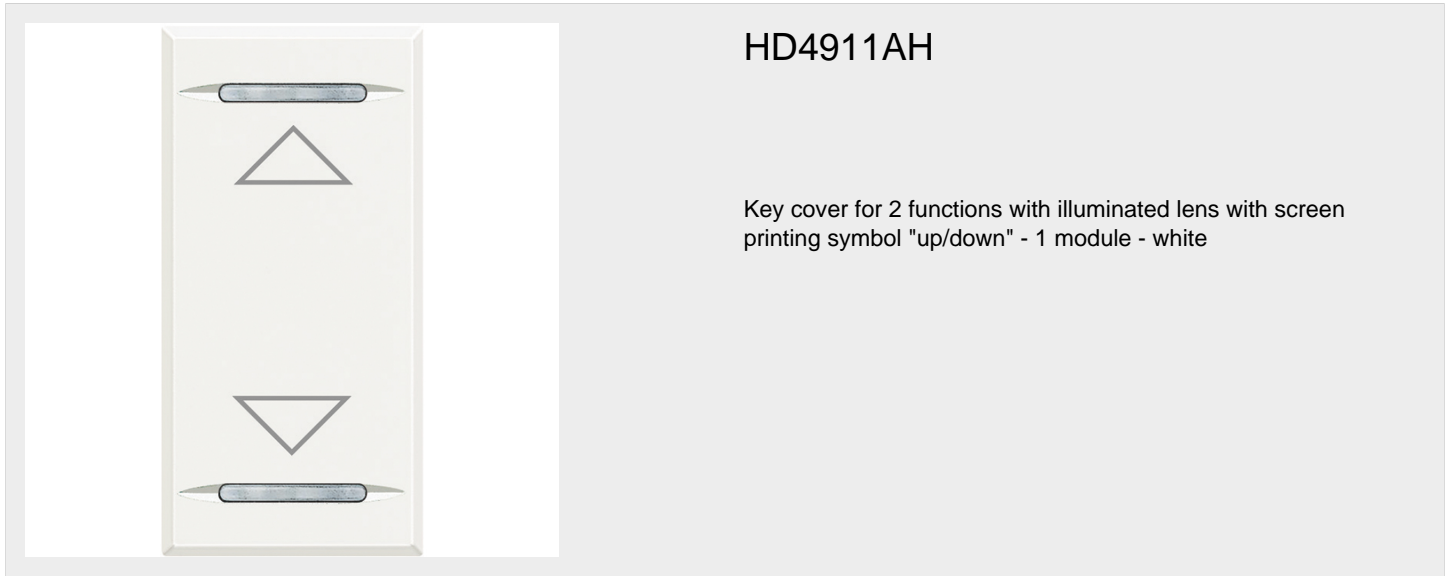 HD4911AH
Key cover for 2 functions with illuminated lens with screen
printing symbol "up/down" - 1 module - white